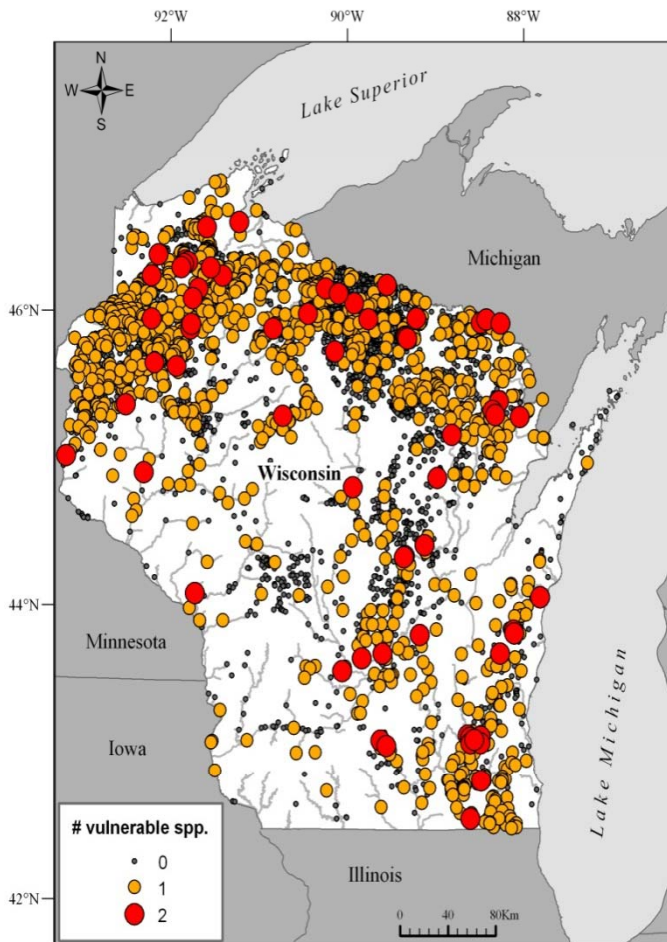 92°W 90°W 88°W
N
W E
S
Lake Superior
Michigan
46°N
Wisconsin
44°N
Minnesota
Iowa
Lake Michigan
# vulnerable spp.
0
1
2
Illinois
42°N
0 40 80Km